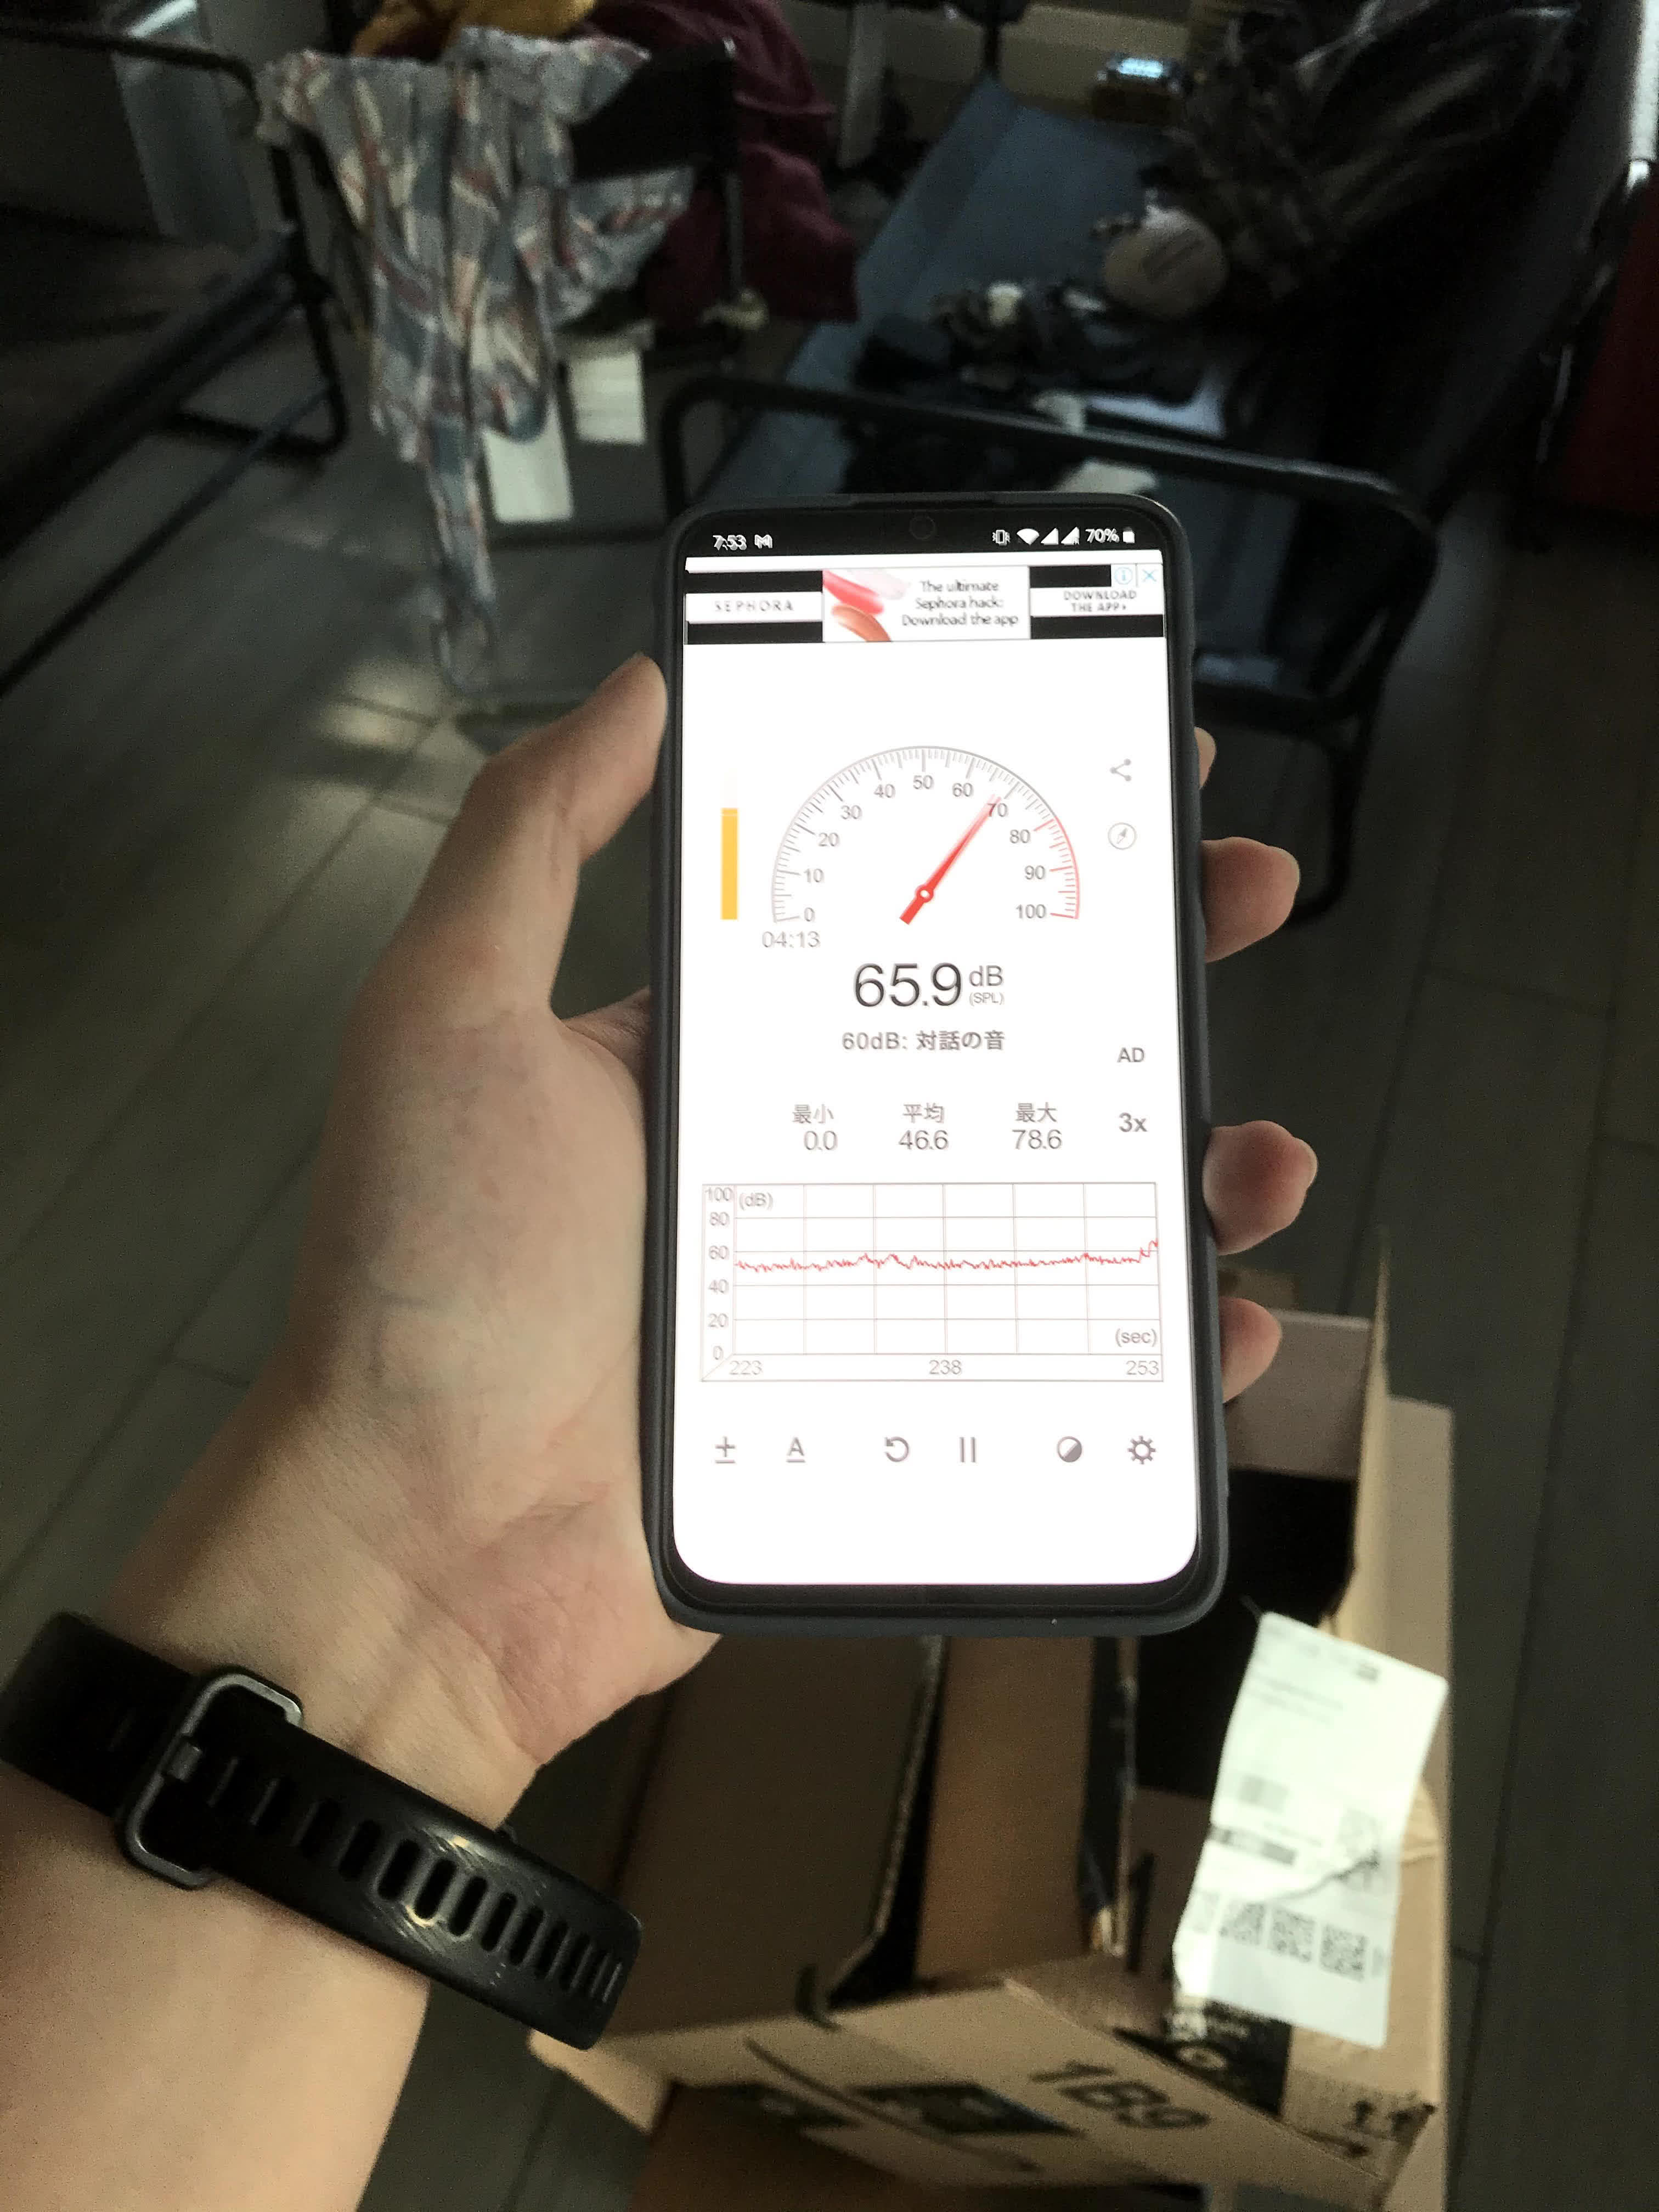 7:53
70%
SEPHORA
The ultimate
Sephora hack:
Download the app
DOWNLOAD
THE APP
0
10
20
30
40
50
60
70
80
90
100
04:13
65.9 dB
(SPL)
60dB: 対話の音
AD
最小 平均 最大
0.0 46.6 78.6
3x
100 (dB)
80
60
40
20
0
(sec)
223 238 253
A
1B9